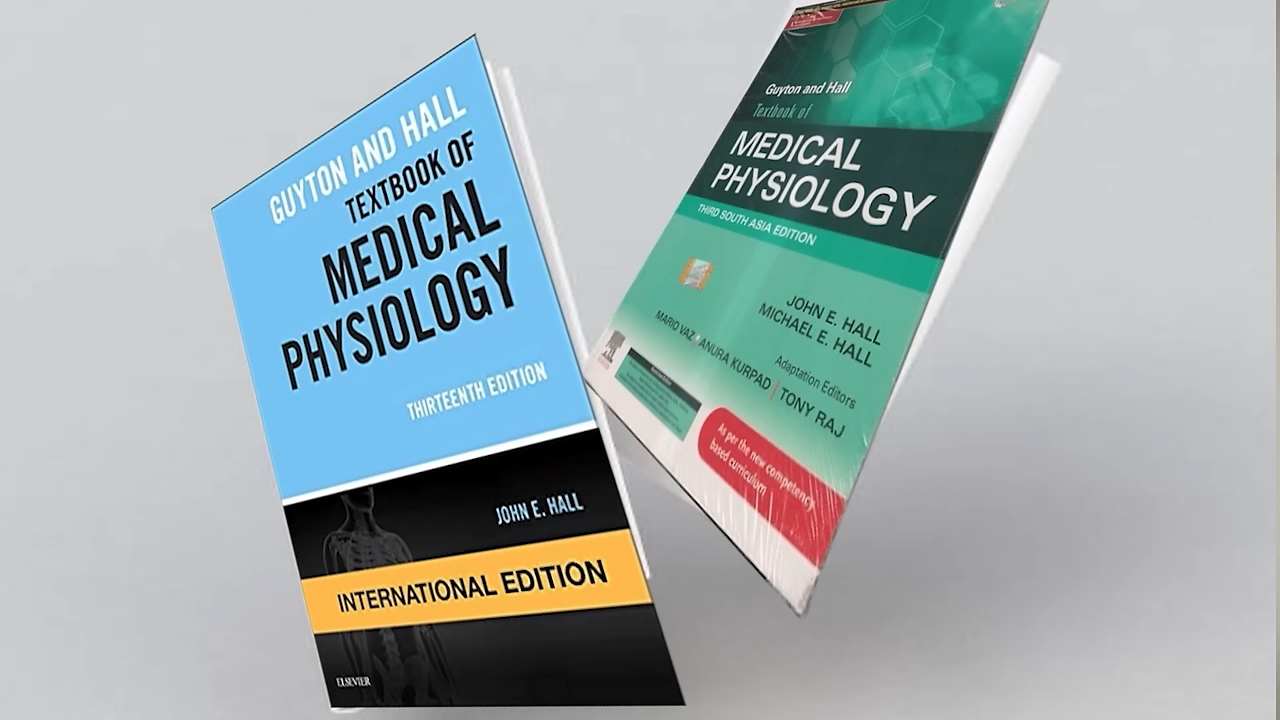 GUYTON AND HALL
TEXTBOOK OF
MEDICAL
PHYSIOLOGY
THIRTEENTH EDITION
JOHN E. HALL
INTERNATIONAL EDITION
ELSEVIER
Guyton and Hall
Textbook of
MEDICAL
PHYSIOLOGY
THIRD SOUTH ASIA EDITION
JOHN E. HALL
MICHAEL E. HALL
Adaptation Editors
MARIO VAZ | ANURA KURPAD | TONY RAJ
As per the new competency
based curriculum